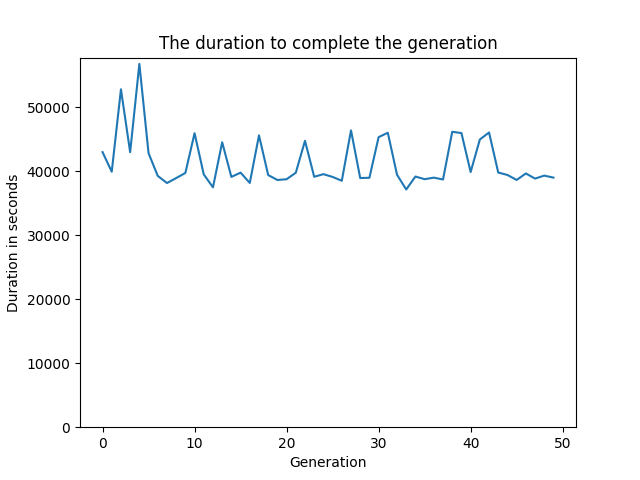 The duration to complete the generation
Duration in seconds
50000
40000
30000
20000
10000
0
0 10 20 30 40 50
Generation